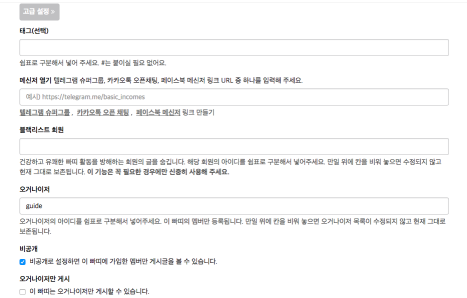 고급 설정 »
태그(선택)
쉼표로 구분해서 넣어 주세요. #는 붙이실 필요 없어요.
메신저 열기 텔레그램 슈퍼그룹, 카카오톡 오픈채팅, 페이스북 메신저 링크 URL 중 하나를 입력해 주세요.
예시) https://telegram.me/basic_incomes
텔레그램 슈퍼그룹 , 카카오톡 오픈 채팅 , 페이스북 메신저 링크 만들기
블랙리스트 회원
건강하고 유쾌한 빠띠 활동을 방해하는 회원의 글을 숨깁니다. 해당 회원의 아이디를 쉼표로 구분해서 넣어주세요. 만일 위에 칸을 비워 놓으면 수정되지 않고
현재 그대로 보존됩니다. 이 기능은 꼭 필요한 경우에만 신중히 사용해 주세요.
오거나이저
guide
오거나이저의 아이디를 쉼표로 구분해서 넣어주세요. 이 빠띠의 멤버만 등록됩니다. 만일 위에 칸을 비워 놓으면 오거나이저 목록이 수정되지 않고 현재 그대로
보존됩니다.
비공개
비공개로 설정하면 이 빠띠에 가입한 멤버만 게시글을 볼 수 있습니다.
오거나이저만 게시
이 빠띠는 오거나이저만 게시할 수 있습니다.